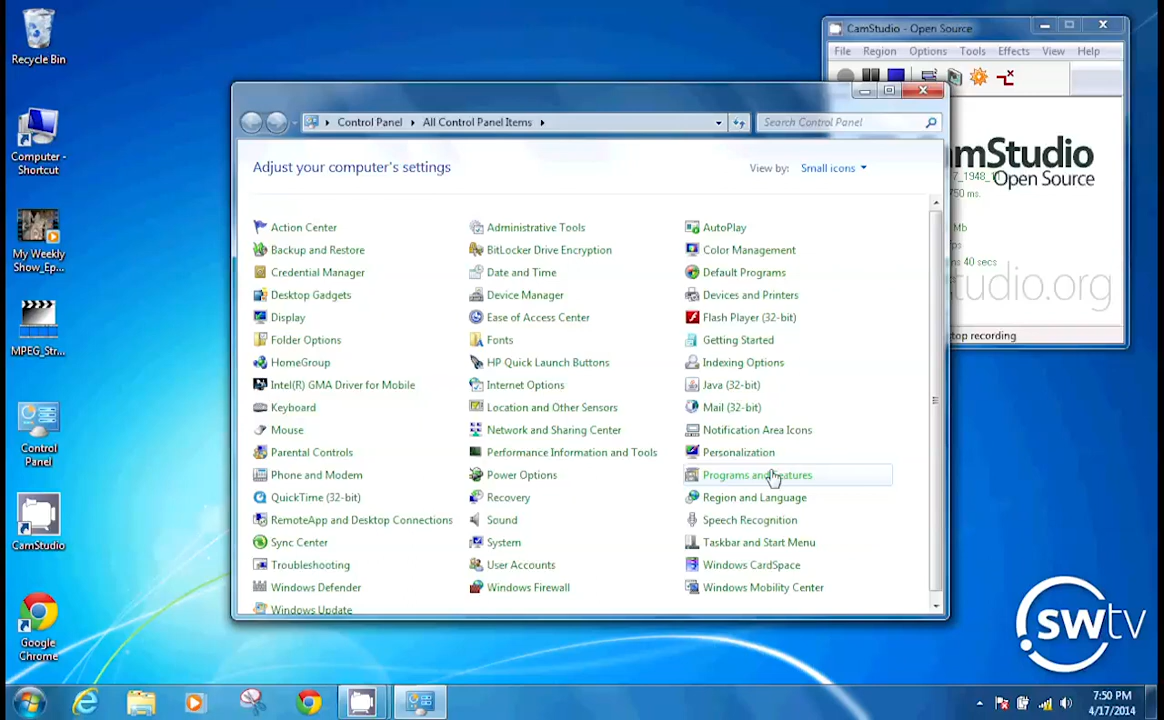 Recycle Bin
Computer -
Shortcut
My Weekly
Show_Ep...
MPEG_Str...
Control
Panel
CamStudio
Google
Chrome
CamStudio - Open Source
File Region Options Tools Effects View Help
mStudio
Open Source
7_1948_1
750 ms.
Mb
ps
ms 40 secs
tudio.org
top recording
Control Panel All Control Panel Items
Search Control Panel
Adjust your computer's settings
View by: Small icons
Action Center
Backup and Restore
Credential Manager
Desktop Gadgets
Display
Folder Options
HomeGroup
Intel(R) GMA Driver for Mobile
Keyboard
Mouse
Parental Controls
Phone and Modem
QuickTime (32-bit)
RemoteApp and Desktop Connections
Sync Center
Troubleshooting
Windows Defender
Windows Update
Administrative Tools
BitLocker Drive Encryption
Date and Time
Device Manager
Ease of Access Center
Fonts
HP Quick Launch Buttons
Internet Options
Location and Other Sensors
Network and Sharing Center
Performance Information and Tools
Power Options
Recovery
Sound
System
User Accounts
Windows Firewall
AutoPlay
Color Management
Default Programs
Devices and Printers
Flash Player (32-bit)
Getting Started
Indexing Options
Java (32-bit)
Mail (32-bit)
Notification Area Icons
Personalization
Programs and Features
Region and Language
Speech Recognition
Taskbar and Start Menu
Windows CardSpace
Windows Mobility Center
.swtv
7:50 PM
4/17/2014